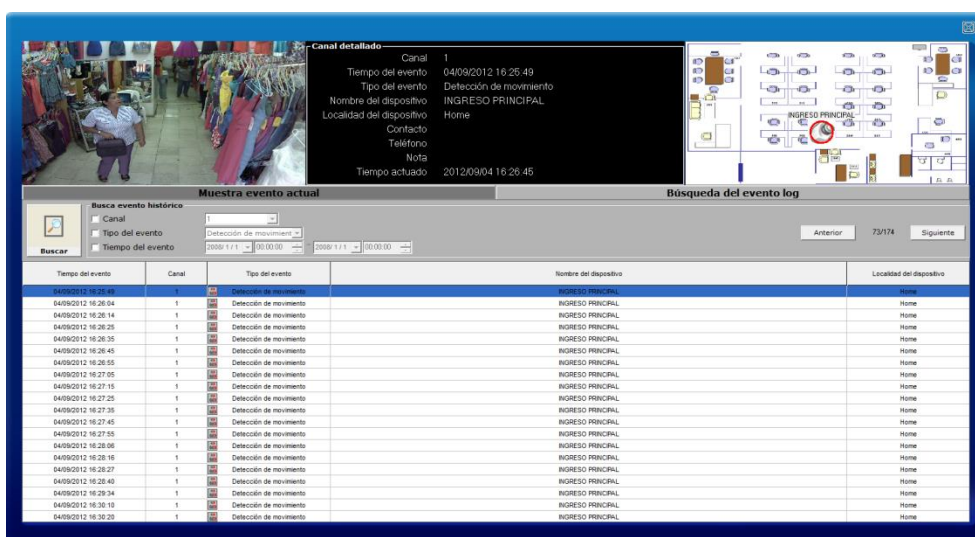 Canal detallado
Canal 1
Tiempo del evento 04/09/2012 16:25:49
Tipo del evento Detección de movimiento
Nombre del dispositivo INGRESO PRINCIPAL
Localidad del dispositivo Home
Contacto
Teléfono
Nota
Tiempo actuado 2012/09/04 16:26:45
INGRESO PRINCIPAL
Muestra evento actual Búsqueda del evento log
Busca evento histórico
Buscar
Canal 1
Tipo del evento Detección de movimient
Tiempo del evento 2008/ 1 / 1 00:00:00 ~ 2008/ 1 / 1 00:00:00
Anterior 73/174 Siguiente
Tiempo del evento Canal Tipo del evento Nombre del dispositivo Localidad del dispositivo
04/09/2012 16:25:49 1 Detección de movimiento INGRESO PRINCIPAL Home
04/09/2012 16:26:04 1 Detección de movimiento INGRESO PRINCIPAL Home
04/09/2012 16:26:14 1 Detección de movimiento INGRESO PRINCIPAL Home
04/09/2012 16:26:25 1 Detección de movimiento INGRESO PRINCIPAL Home
04/09/2012 16:26:35 1 Detección de movimiento INGRESO PRINCIPAL Home
04/09/2012 16:26:45 1 Detección de movimiento INGRESO PRINCIPAL Home
04/09/2012 16:26:55 1 Detección de movimiento INGRESO PRINCIPAL Home
04/09/2012 16:27:05 1 Detección de movimiento INGRESO PRINCIPAL Home
04/09/2012 16:27:15 1 Detección de movimiento INGRESO PRINCIPAL Home
04/09/2012 16:27:25 1 Detección de movimiento INGRESO PRINCIPAL Home
04/09/2012 16:27:35 1 Detección de movimiento INGRESO PRINCIPAL Home
04/09/2012 16:27:45 1 Detección de movimiento INGRESO PRINCIPAL Home
04/09/2012 16:27:55 1 Detección de movimiento INGRESO PRINCIPAL Home
04/09/2012 16:28:06 1 Detección de movimiento INGRESO PRINCIPAL Home
04/09/2012 16:28:16 1 Detección de movimiento INGRESO PRINCIPAL Home
04/09/2012 16:28:27 1 Detección de movimiento INGRESO PRINCIPAL Home
04/09/2012 16:28:40 1 Detección de movimiento INGRESO PRINCIPAL Home
04/09/2012 16:29:34 1 Detección de movimiento INGRESO PRINCIPAL Home
04/09/2012 16:30:10 1 Detección de movimiento INGRESO PRINCIPAL Home
04/09/2012 16:30:20 1 Detección de movimiento INGRESO PRINCIPAL Home